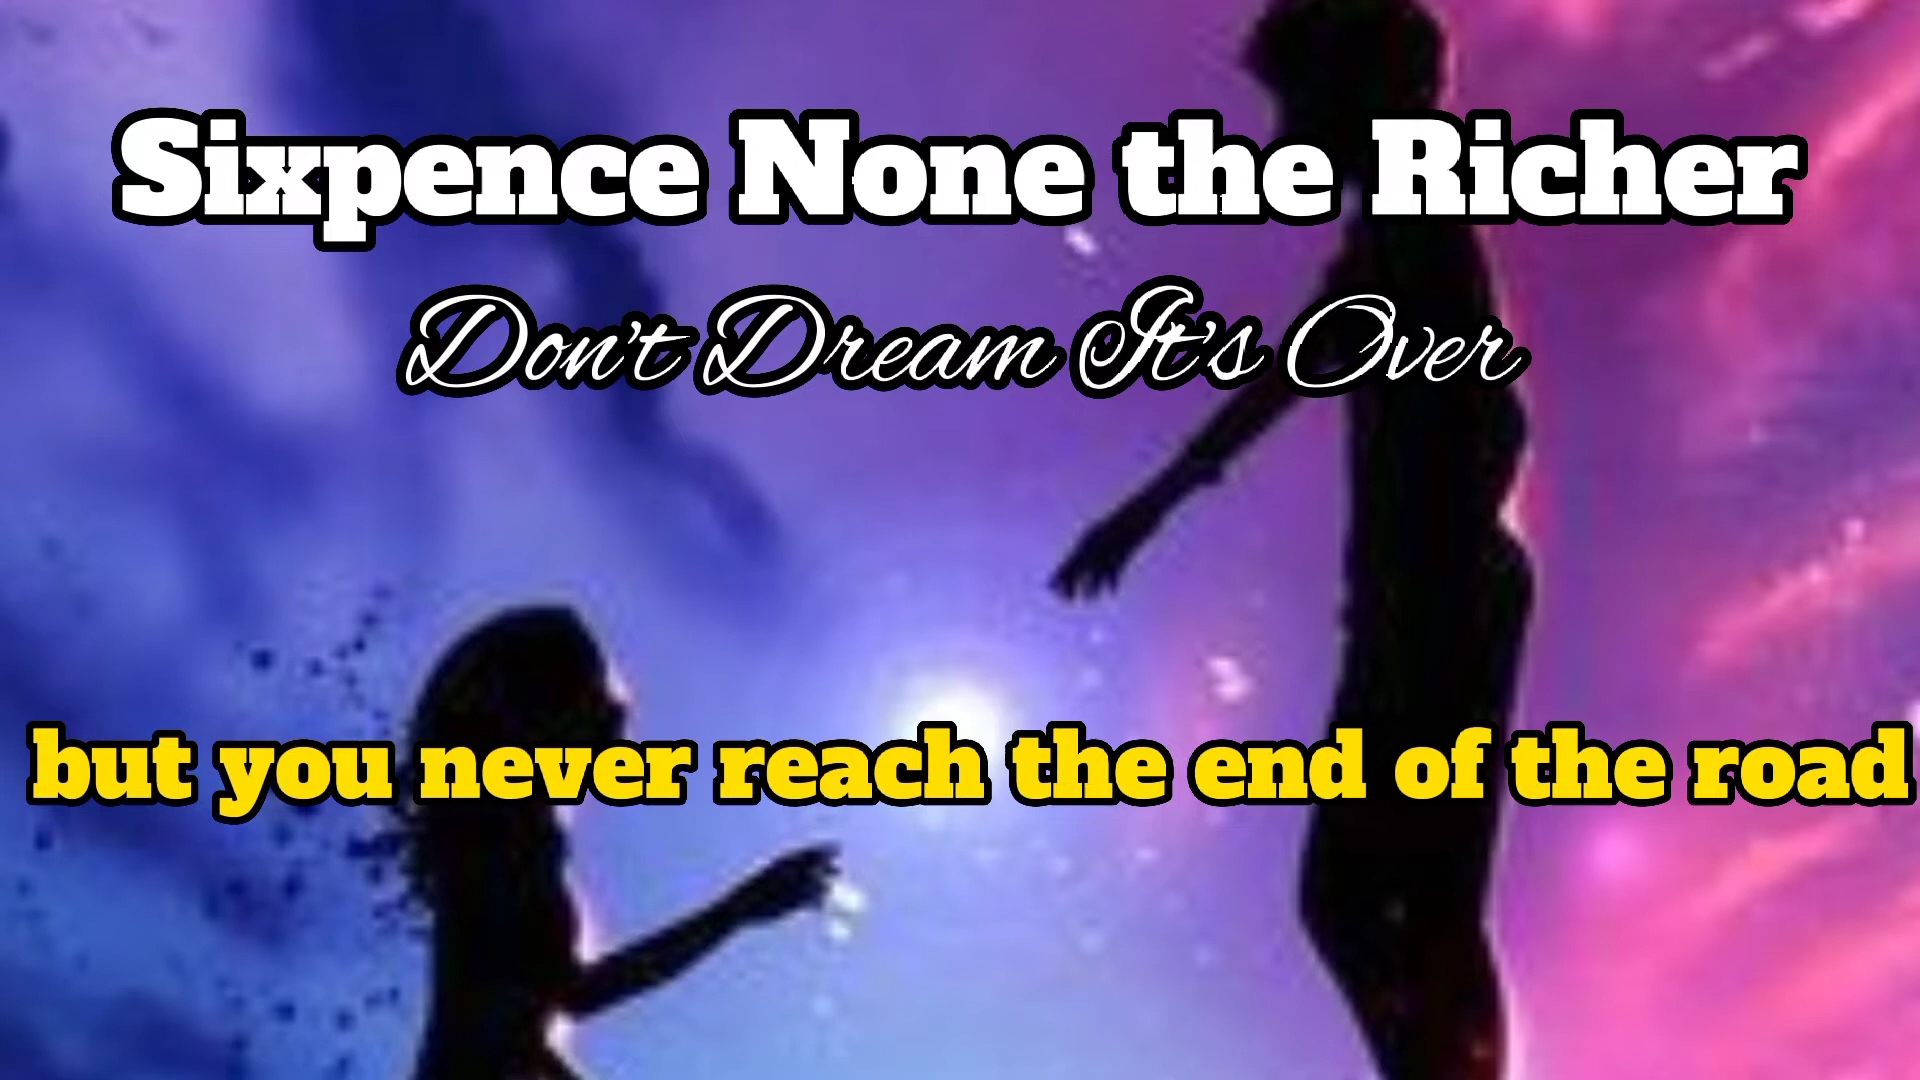 Sixpence None the Richer
Don't Dream It's Over
but you never reach the end of the road